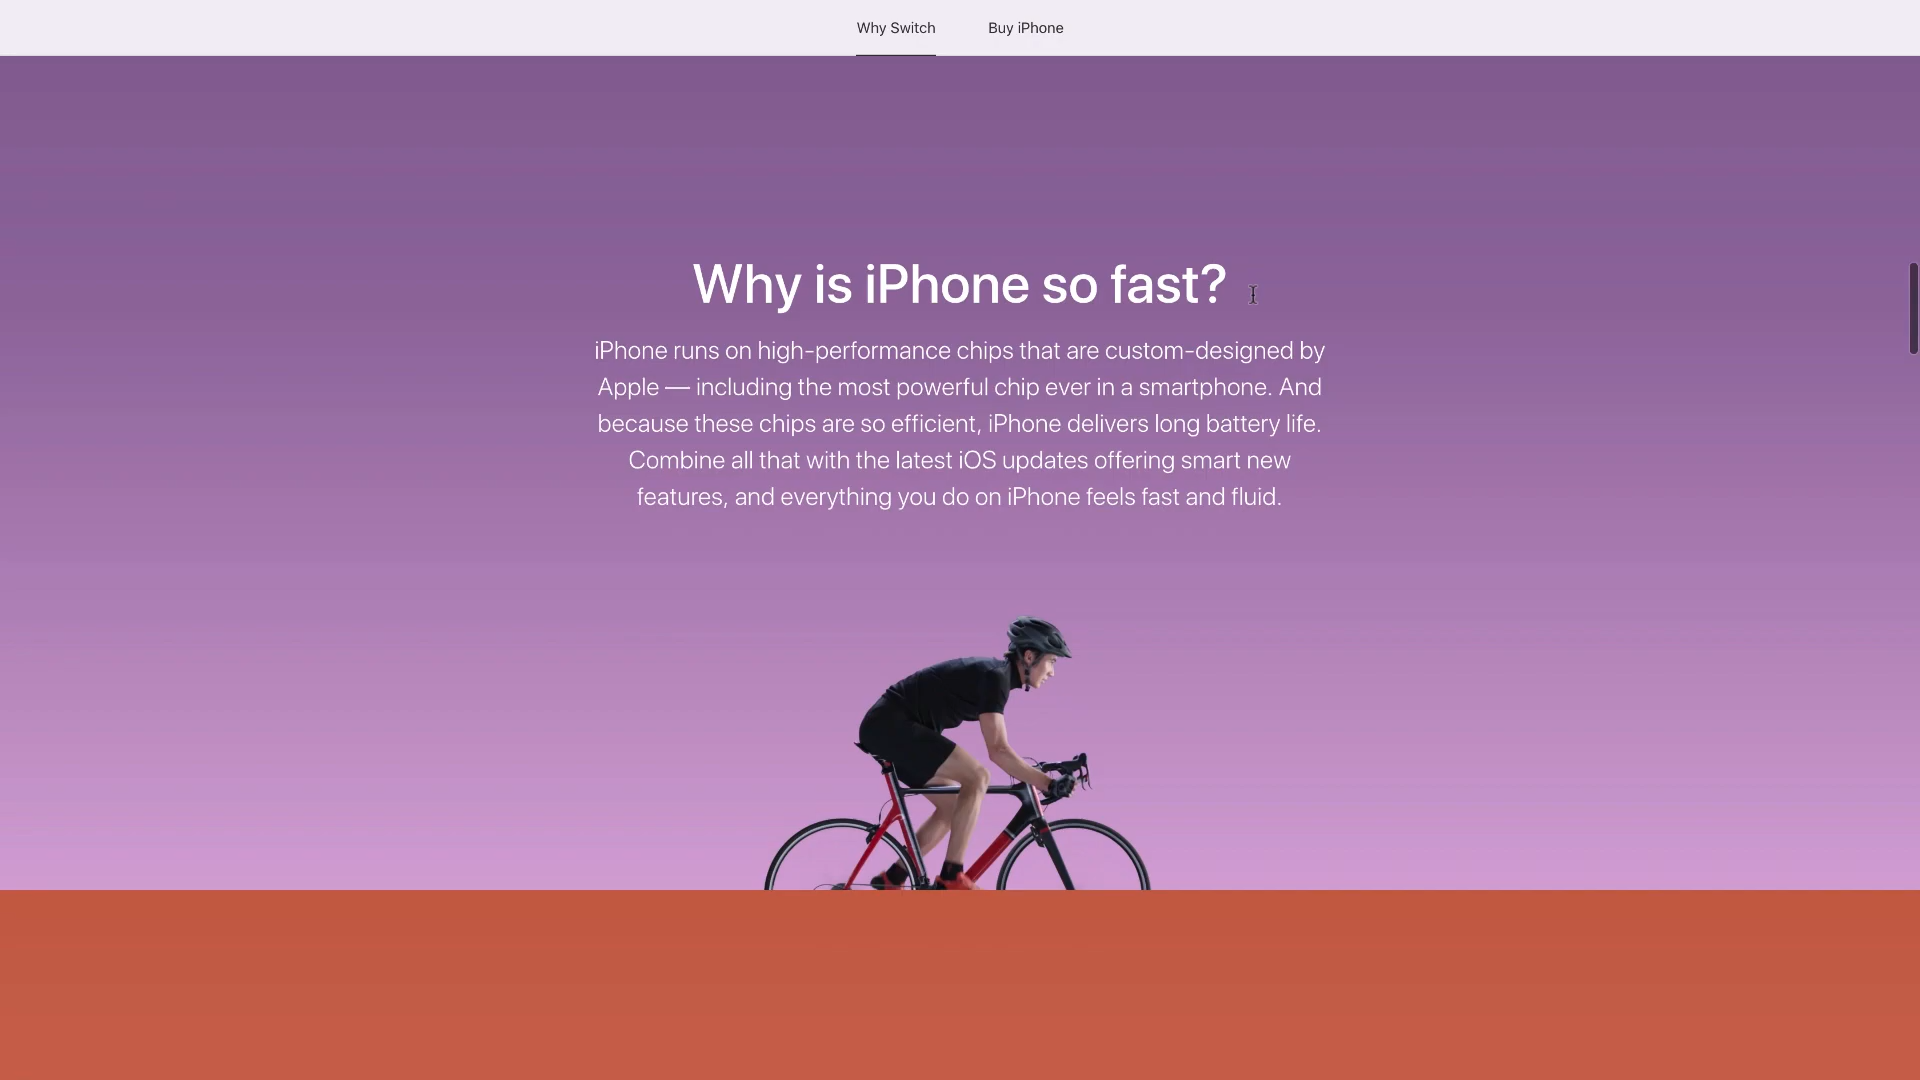 Why Switch
Buy iPhone
Why is iPhone so fast?
iPhone runs on high-performance chips that are custom-designed by
Apple — including the most powerful chip ever in a smartphone. And
because these chips are so efficient, iPhone delivers long battery life.
Combine all that with the latest iOS updates offering smart new
features, and everything you do on iPhone feels fast and fluid.